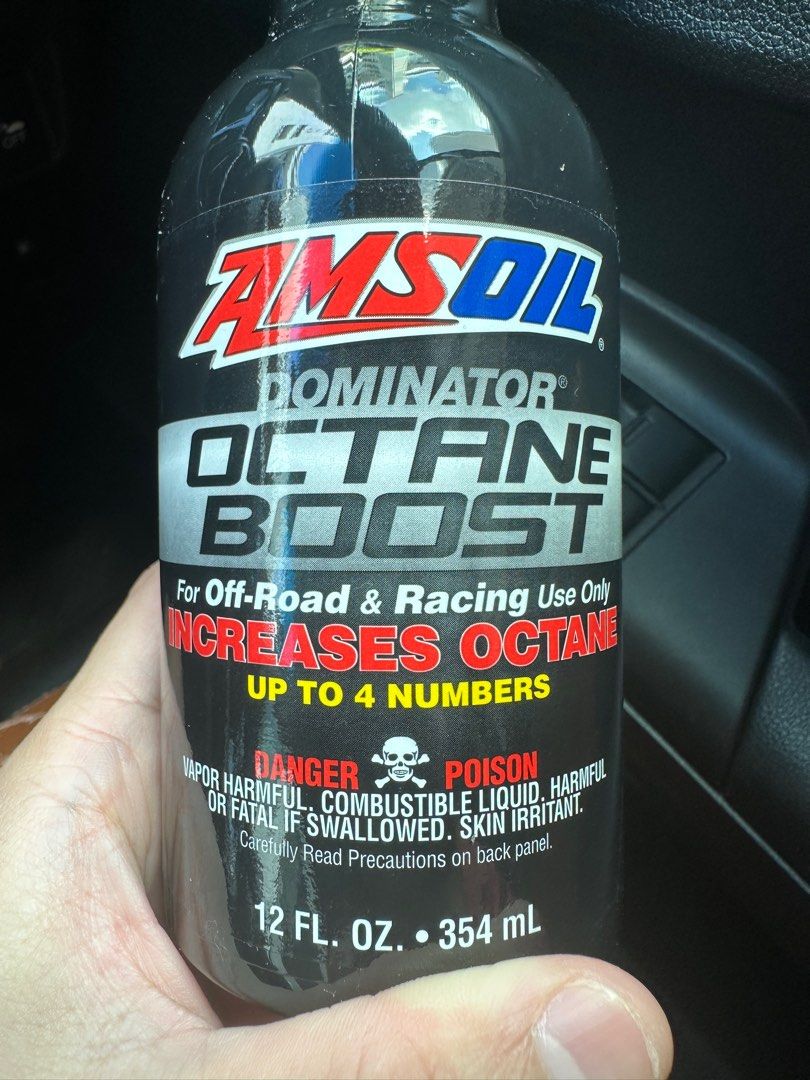 AMSOIL®
DOMINATOR®
OCTANE
BOOST
For Off-Road & Racing Use Only
INCREASES OCTANE
UP TO 4 NUMBERS
DANGER POISON
VAPOR HARMFUL. COMBUSTIBLE LIQUID. HARMFUL
OR FATAL IF SWALLOWED. SKIN IRRITANT.
Carefully Read Precautions on back panel.
12 FL. OZ. • 354 mL